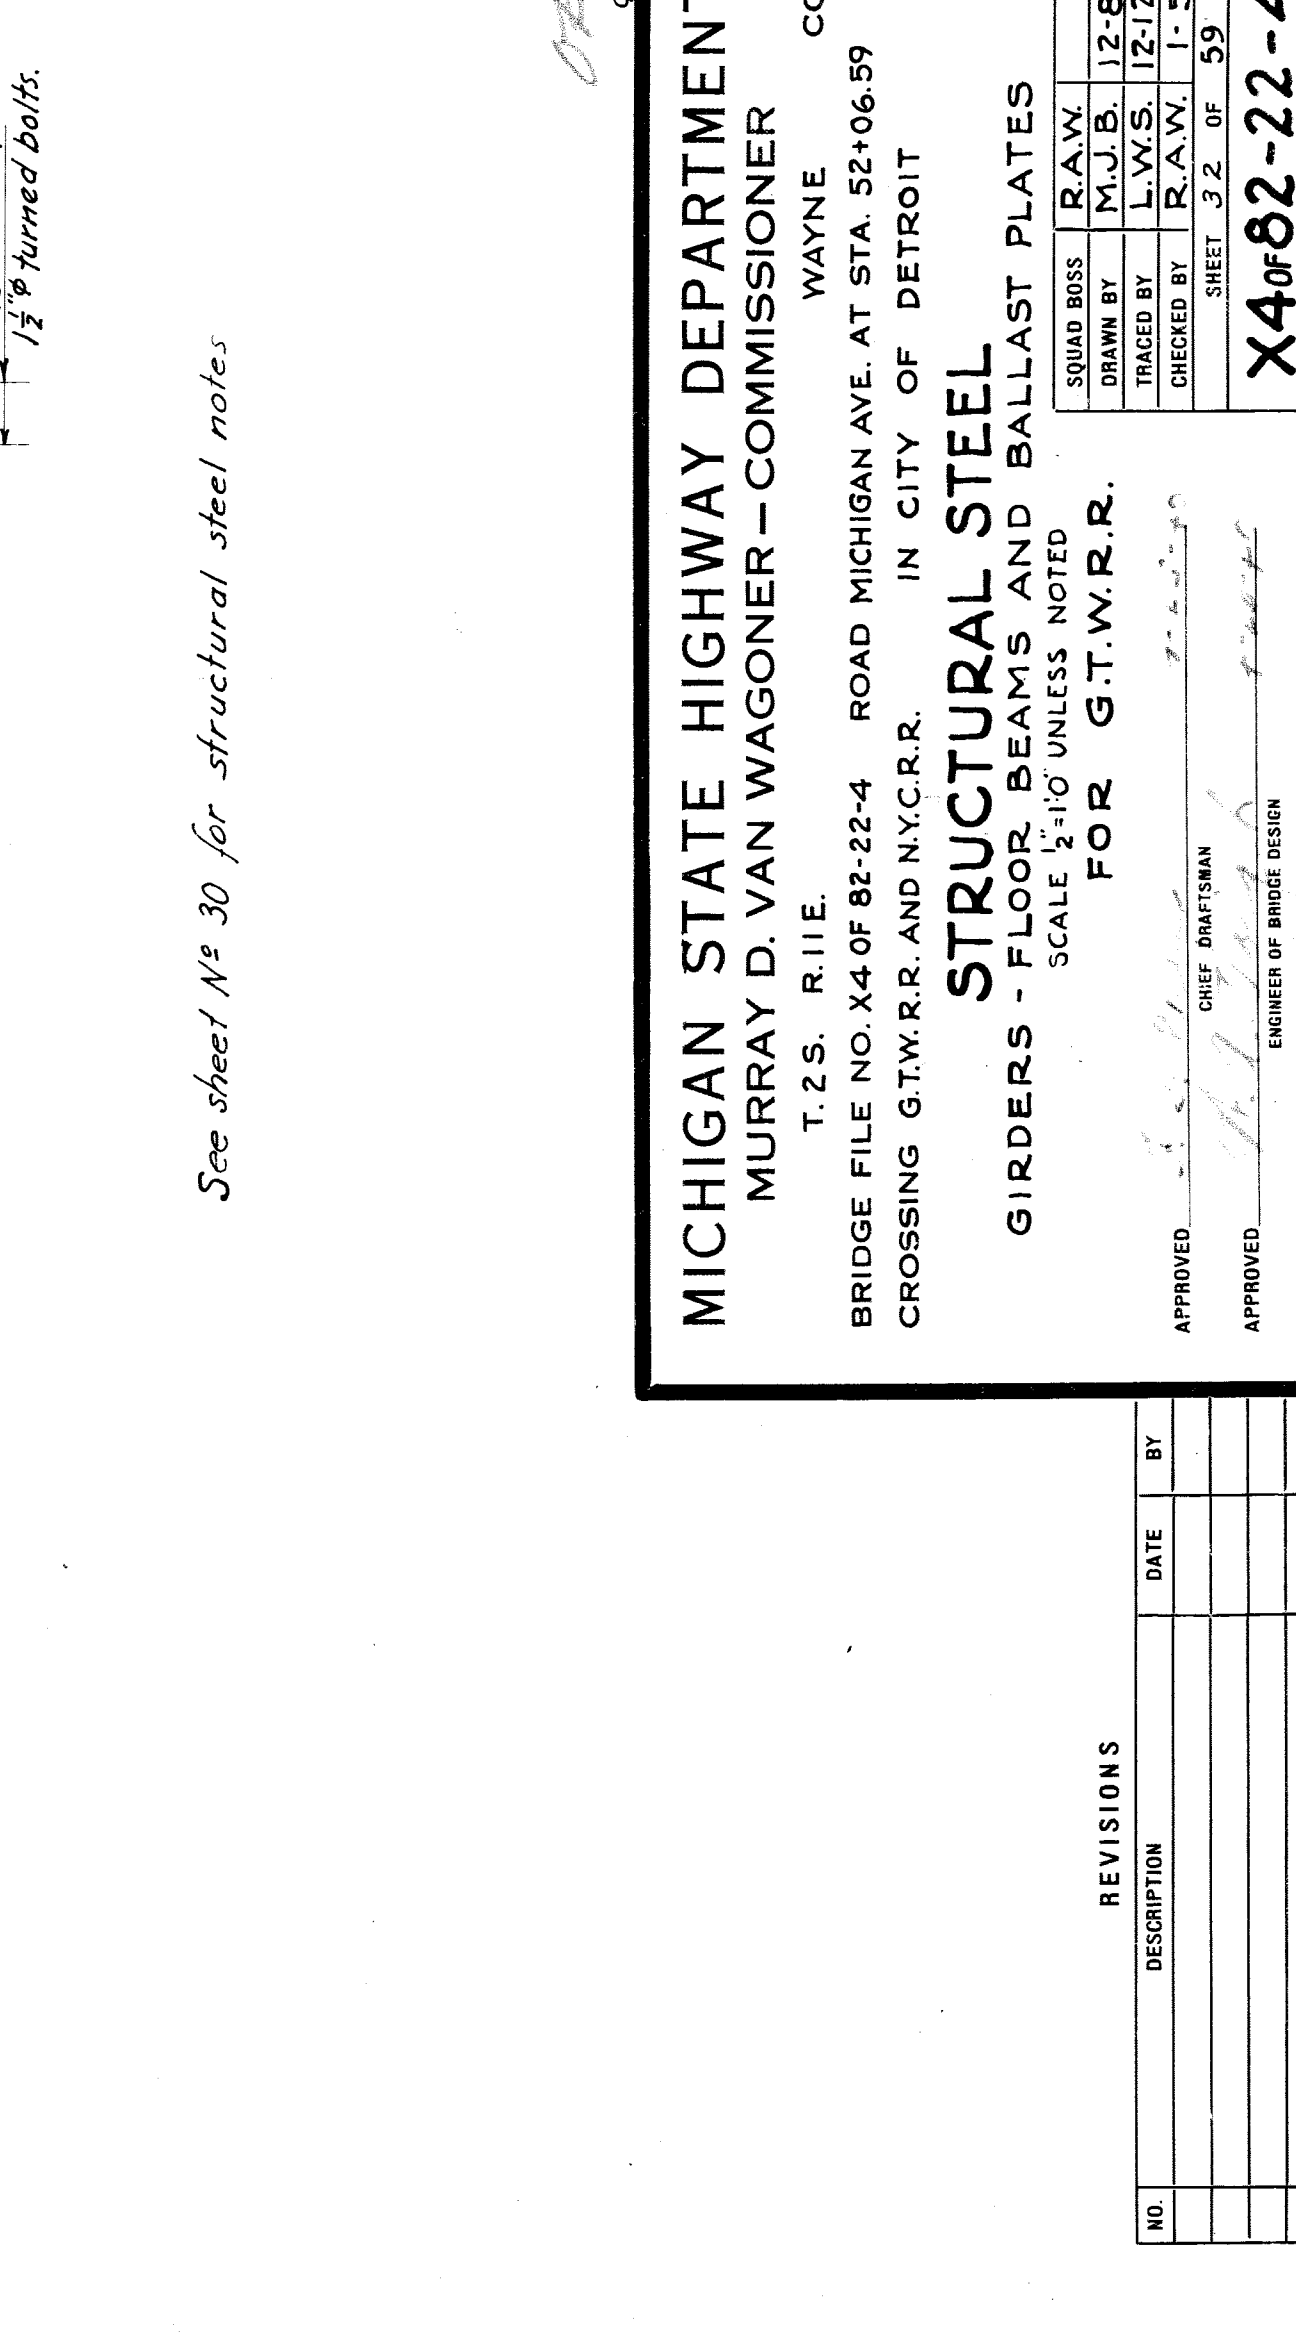 1½"ø turned bolts.
See sheet Nº 30 for structural steel notes
MICHIGAN STATE HIGHWAY DEPARTMENT
MURRAY D. VAN WAGONER — COMMISSIONER
T. 2 S. R. 11 E. WAYNE CO
BRIDGE FILE NO. X4 OF 82-22-4 ROAD MICHIGAN AVE. AT STA. 52+06.59
CROSSING G.T.W.R.R. AND N.Y.C.R.R. IN CITY OF DETROIT
STRUCTURAL STEEL
GIRDERS - FLOOR BEAMS AND BALLAST PLATES
SCALE ½"=1'-0" UNLESS NOTED
FOR G.T.W.R.R.
SQUAD BOSS R.A.W.
DRAWN BY M.J.B. 12-8
TRACED BY L.W.S. 12-12
CHECKED BY R.A.W. 1-5
SHEET 32 OF 59
X4 OF 82-22-4
APPROVED
CHIEF DRAFTSMAN
APPROVED
ENGINEER OF BRIDGE DESIGN
REVISIONS
NO. DESCRIPTION DATE BY